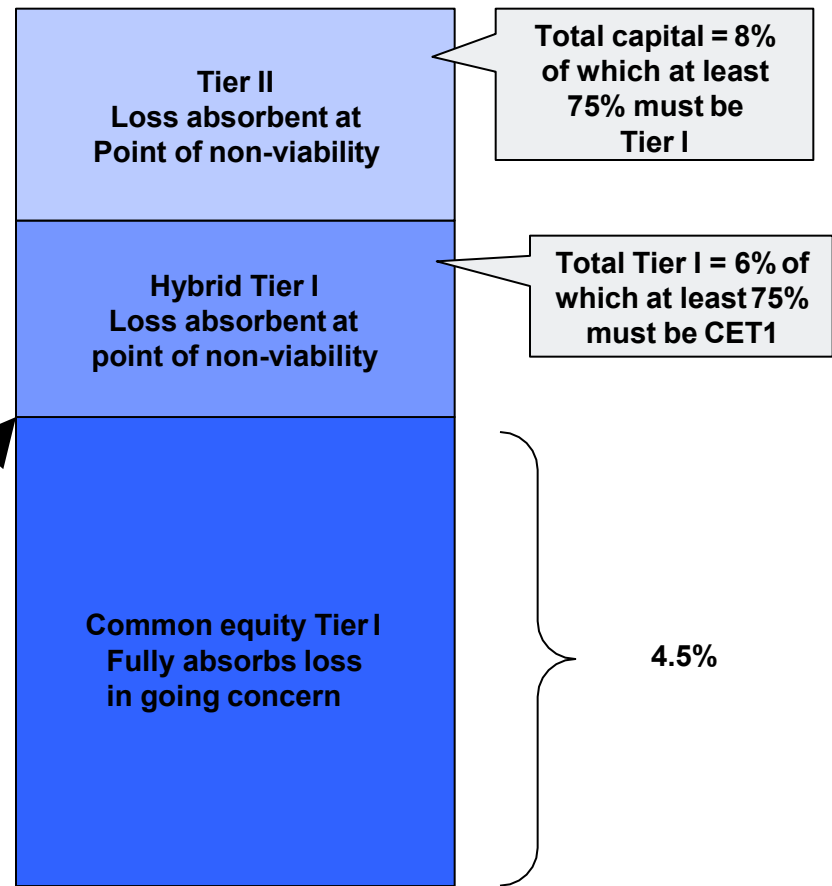 Tier II
Loss absorbent at
Point of non-viability
Total capital = 8%
of which at least
75% must be
Tier I
Hybrid Tier I
Loss absorbent at
point of non-viability
Total Tier I = 6% of
which at least 75%
must be CET1
Common equity Tier I
Fully absorbs loss
in going concern
4.5%